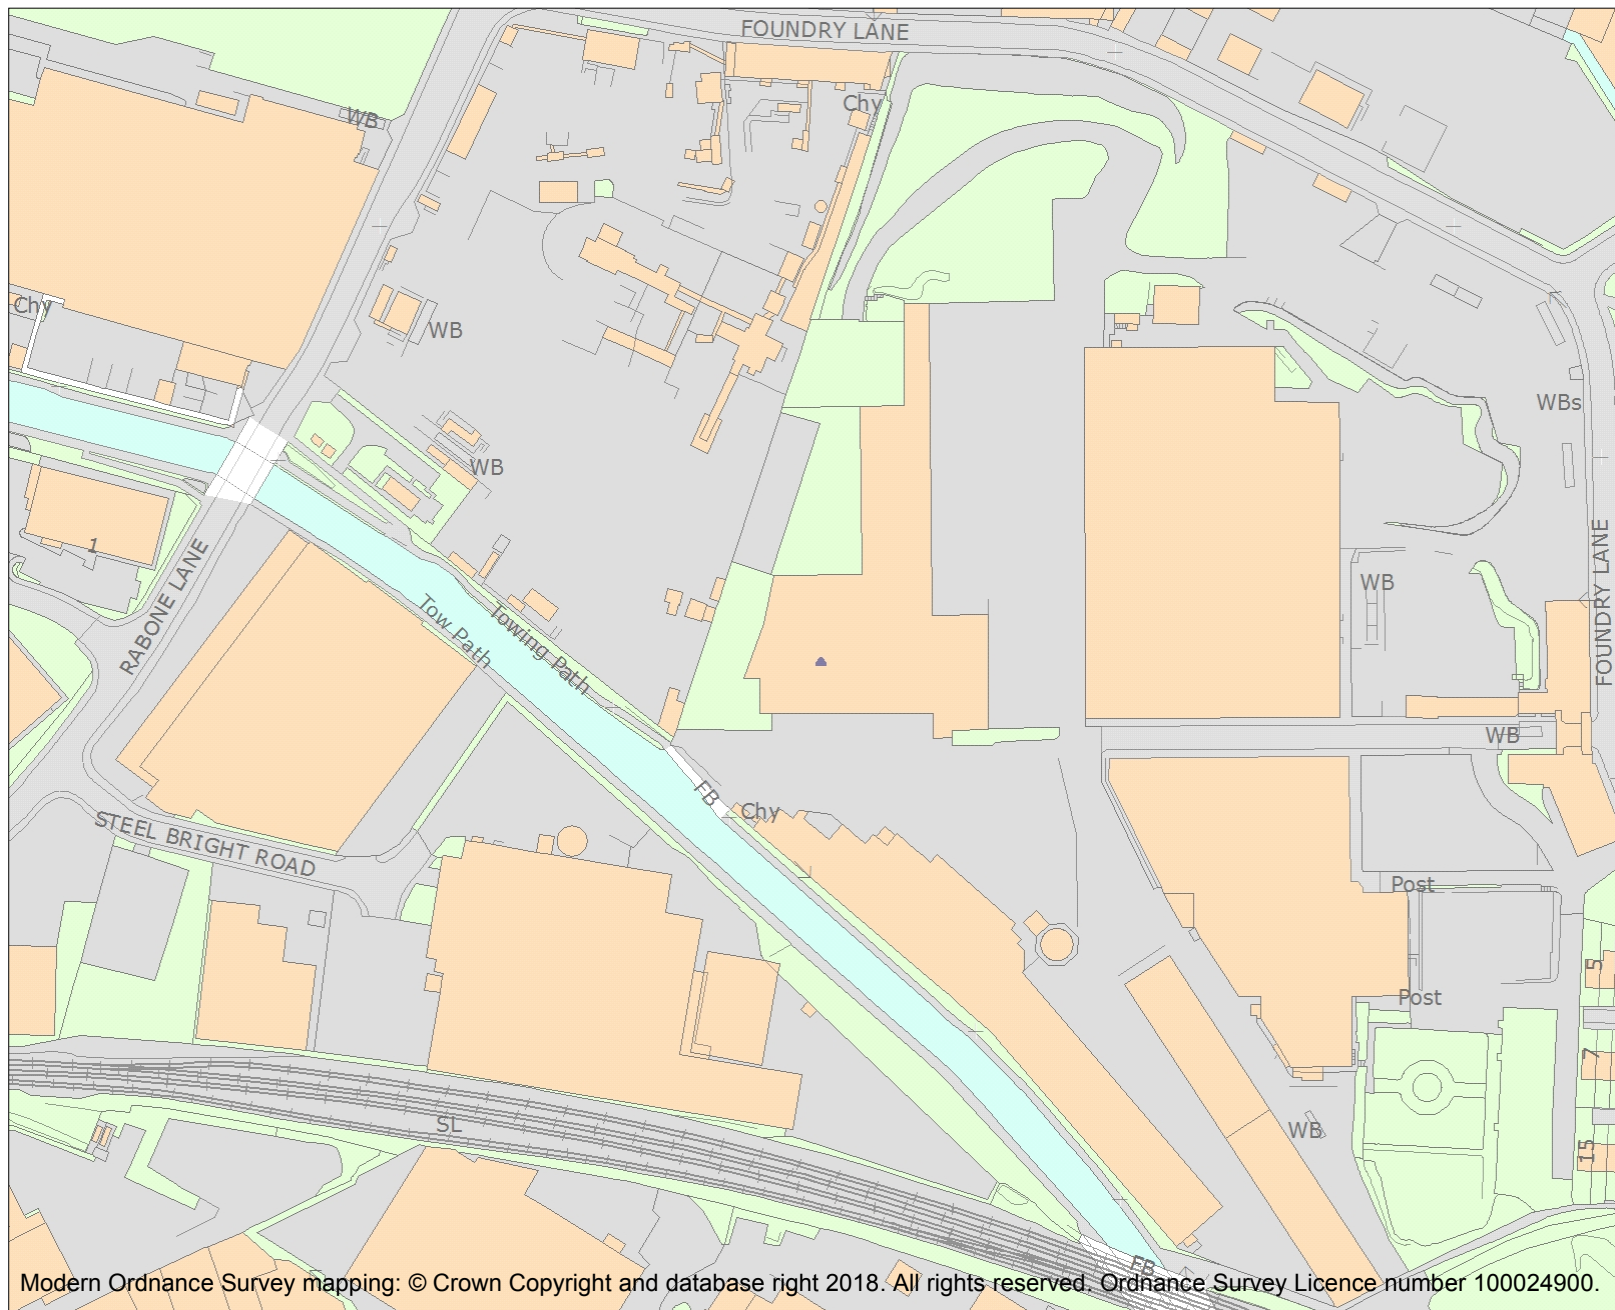 FOUNDRY LANE
Chy
WB
Chy
WB
WBs
WB
1
FOUNDRY LANE
RABONE LANE
WB
Tow Path
Towing Path
WB
FB
Chy
STEEL BRIGHT ROAD
Post
5
Post
7
SL
WB
15
FB
Modern Ordnance Survey mapping: © Crown Copyright and database right 2018. All rights reserved. Ordnance Survey Licence number 100024900.